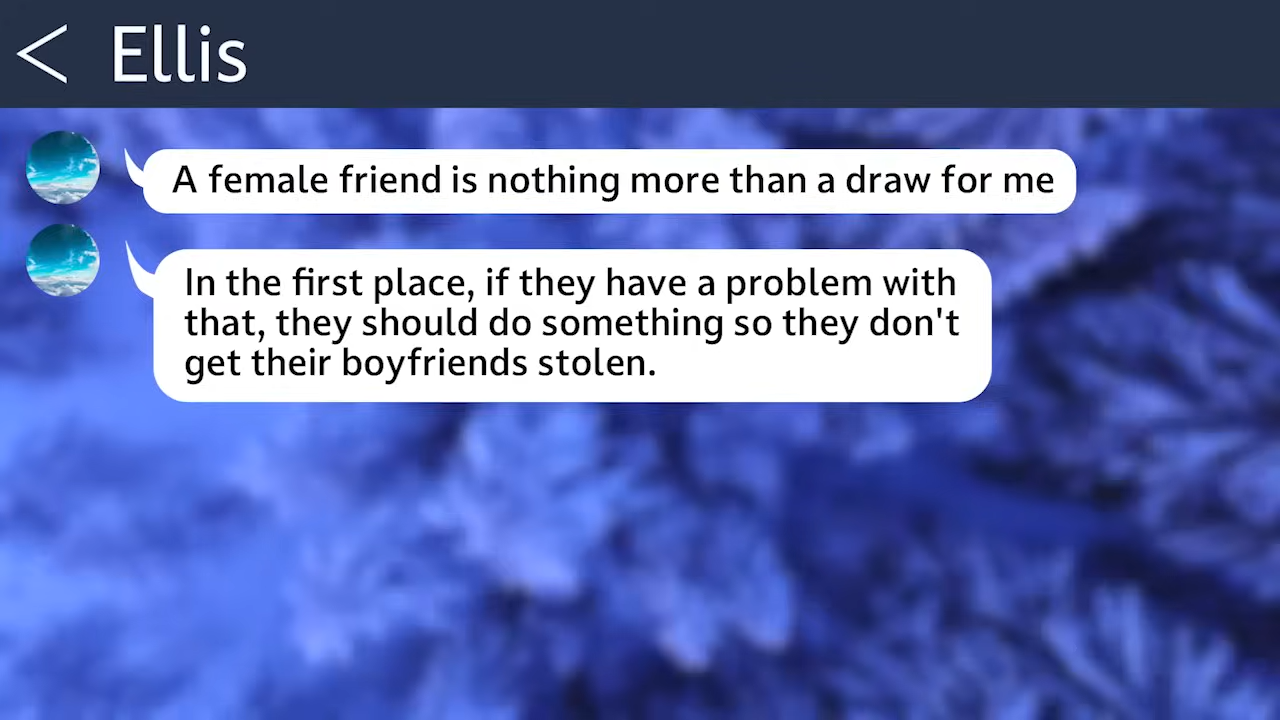 Ellis
A female friend is nothing more than a draw for me
In the first place, if they have a problem with
that, they should do something so they don't
get their boyfriends stolen.